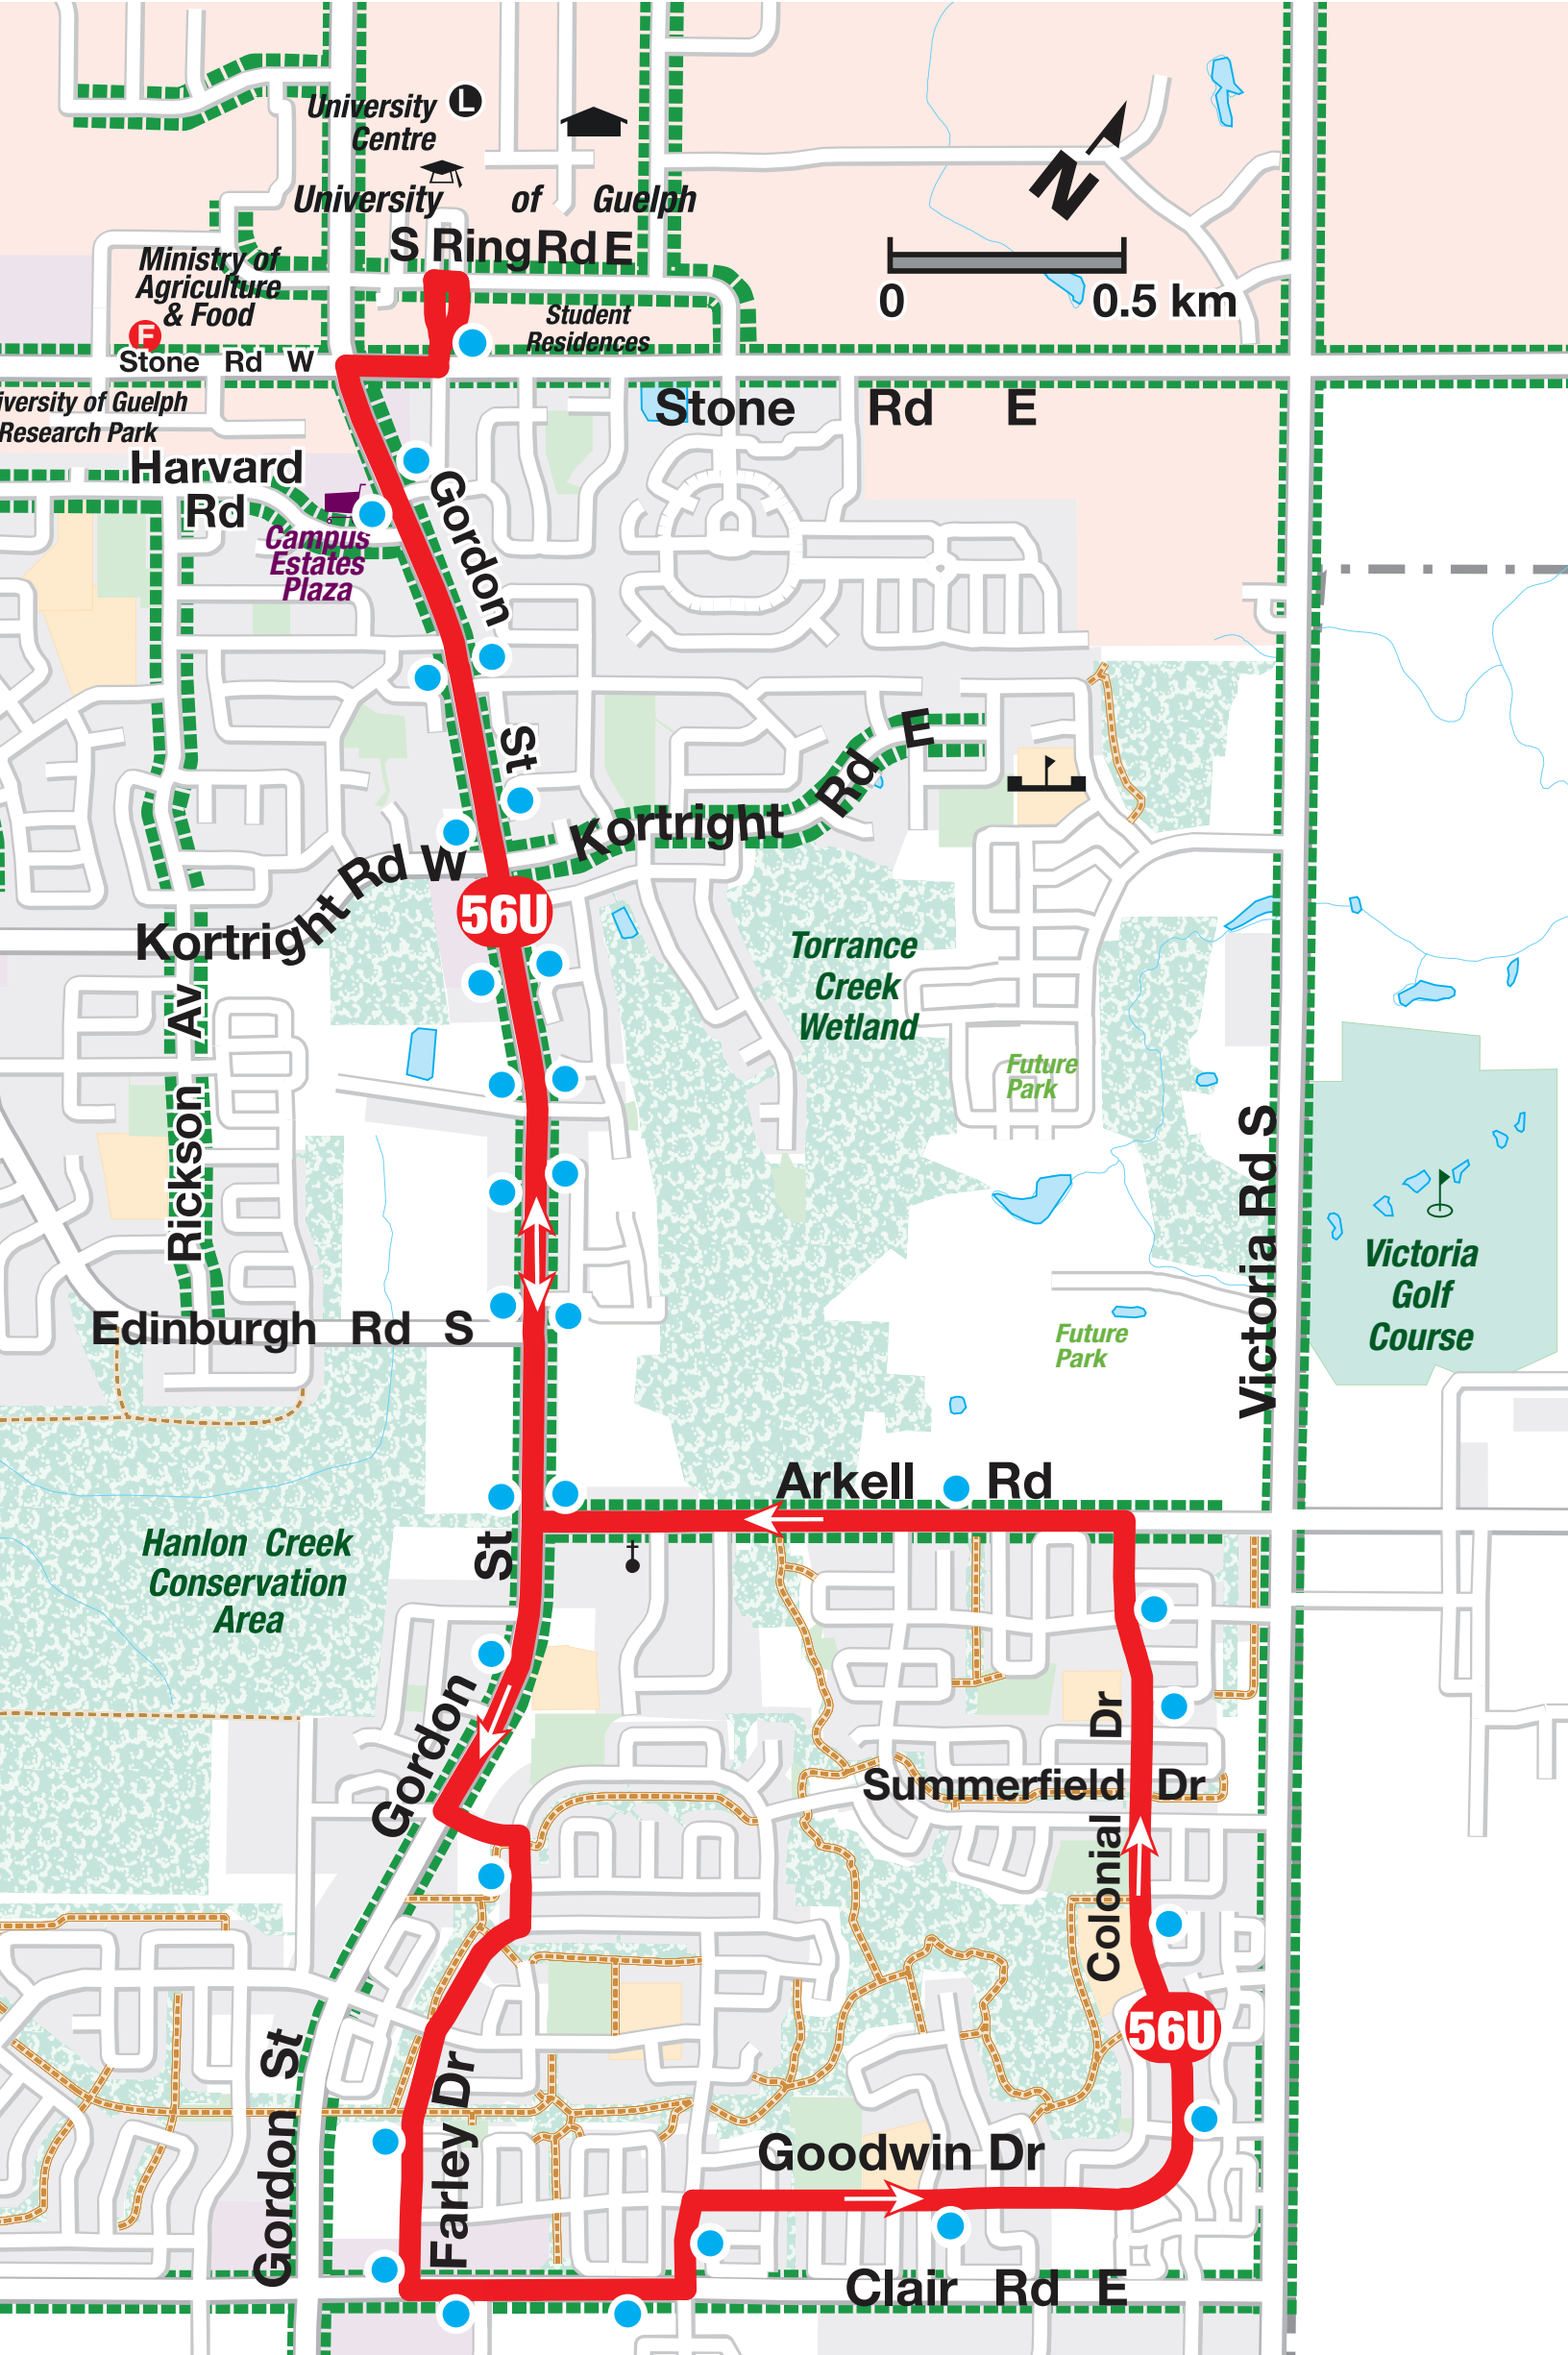 University
Centre
L
University of Guelph
S Ring Rd E
Ministry of
Agriculture
& Food
F
Student
Residences
N
0 0.5 km
Stone Rd W
Stone Rd E
iversity of Guelph
Research Park
Harvard
Rd
Campus
Estates
Plaza
Gordon
St
Kortright Rd E
Kortright Rd W
56U
Torrance
Creek
Wetland
Rickson Av
Future
Park
Victoria Rd S
Victoria
Golf
Course
Edinburgh Rd S
Future
Park
Arkell Rd
Hanlon Creek
Conservation
Area
Gordon St
Summerfield Dr
Colonial Dr
56U
Gordon St
Farley Dr
Goodwin Dr
Clair Rd E